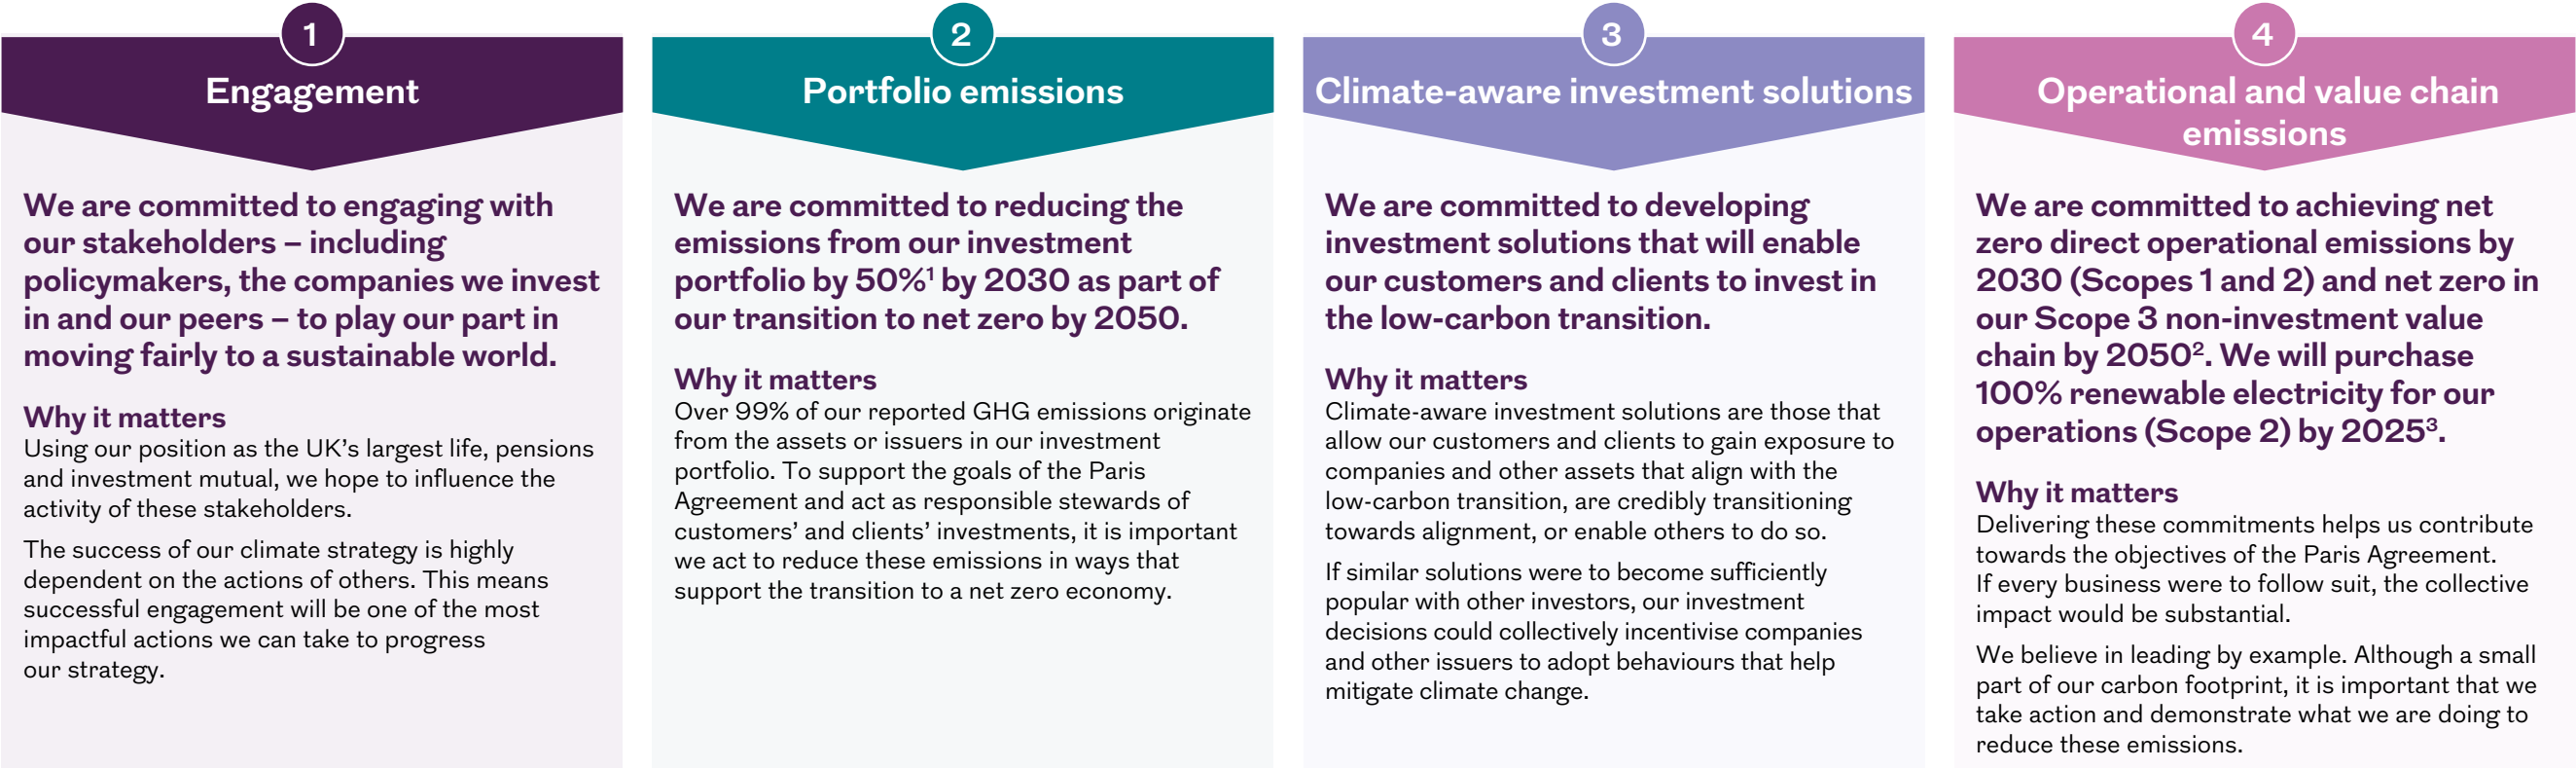 1
Engagement
We are committed to engaging with
our stakeholders – including
policymakers, the companies we invest
in and our peers – to play our part in
moving fairly to a sustainable world.
Why it matters
Using our position as the UK’s largest life, pensions
and investment mutual, we hope to influence the
activity of these stakeholders.
The success of our climate strategy is highly
dependent on the actions of others. This means
successful engagement will be one of the most
impactful actions we can take to progress
our strategy.
2
Portfolio emissions
We are committed to reducing the
emissions from our investment
portfolio by 50%¹ by 2030 as part of
our transition to net zero by 2050.
Why it matters
Over 99% of our reported GHG emissions originate
from the assets or issuers in our investment
portfolio. To support the goals of the Paris
Agreement and act as responsible stewards of
customers’ and clients’ investments, it is important
we act to reduce these emissions in ways that
support the transition to a net zero economy.
3
Climate-aware investment solutions
We are committed to developing
investment solutions that will enable
our customers and clients to invest in
the low-carbon transition.
Why it matters
Climate-aware investment solutions are those that
allow our customers and clients to gain exposure to
companies and other assets that align with the
low-carbon transition, are credibly transitioning
towards alignment, or enable others to do so.
If similar solutions were to become sufficiently
popular with other investors, our investment
decisions could collectively incentivise companies
and other issuers to adopt behaviours that help
mitigate climate change.
4
Operational and value chain
emissions
We are committed to achieving net
zero direct operational emissions by
2030 (Scopes 1 and 2) and net zero in
our Scope 3 non-investment value
chain by 2050². We will purchase
100% renewable electricity for our
operations (Scope 2) by 2025³.
Why it matters
Delivering these commitments helps us contribute
towards the objectives of the Paris Agreement.
If every business were to follow suit, the collective
impact would be substantial.
We believe in leading by example. Although a small
part of our carbon footprint, it is important that we
take action and demonstrate what we are doing to
reduce these emissions.